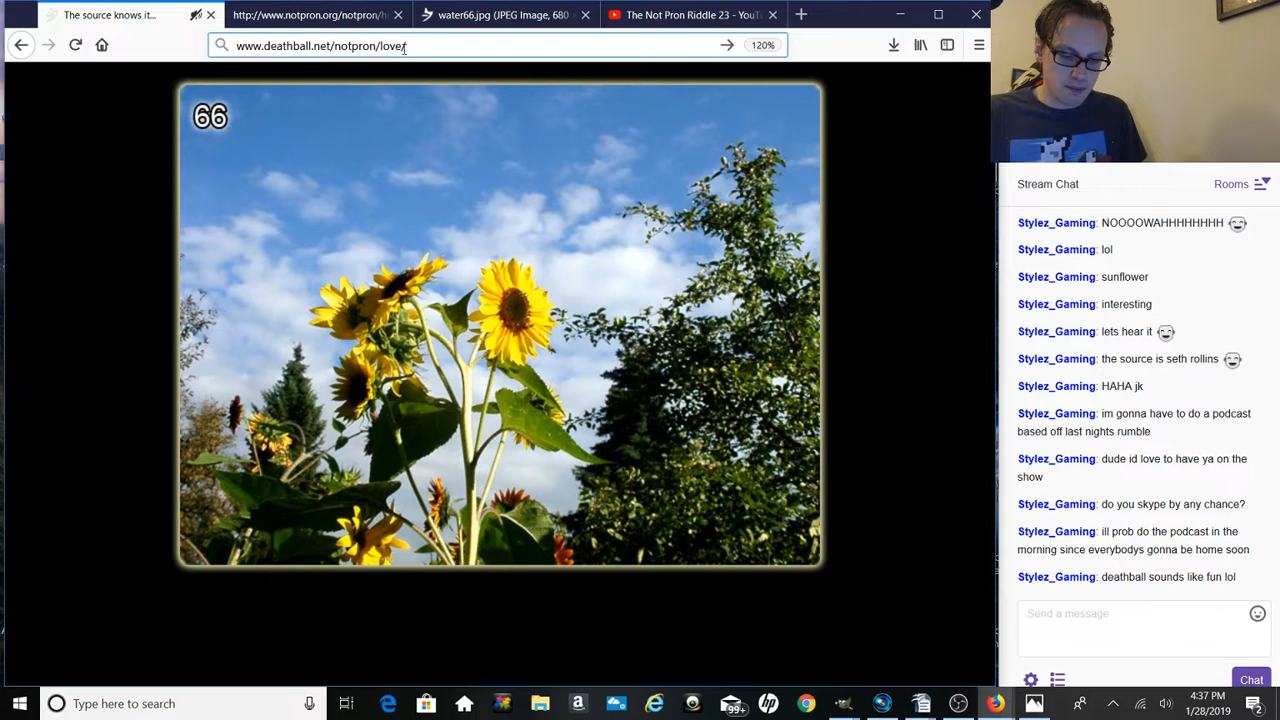 The source knows it...
http://www.notpron.org/notpron/h
water66.jpg (JPEG Image, 680
The Not Pron Riddle 23 - YouT
www.deathball.net/notpron/love/
120%
66
Stream Chat
Rooms
Stylez_Gaming: NOOOOWAHHHHHHHH
Stylez_Gaming: lol
Stylez_Gaming: sunflower
Stylez_Gaming: interesting
Stylez_Gaming: lets hear it
Stylez_Gaming: the source is seth rollins
Stylez_Gaming: HAHA jk
Stylez_Gaming: im gonna have to do a podcast
based off last nights rumble
Stylez_Gaming: dude id love to have ya on the
show
Stylez_Gaming: do you skype by any chance?
Stylez_Gaming: ill prob do the podcast in the
morning since everybodys gonna be home soon
Stylez_Gaming: deathball sounds like fun lol
Send a message
Chat
Type here to search
99+
4:37 PM
1/28/2019
2